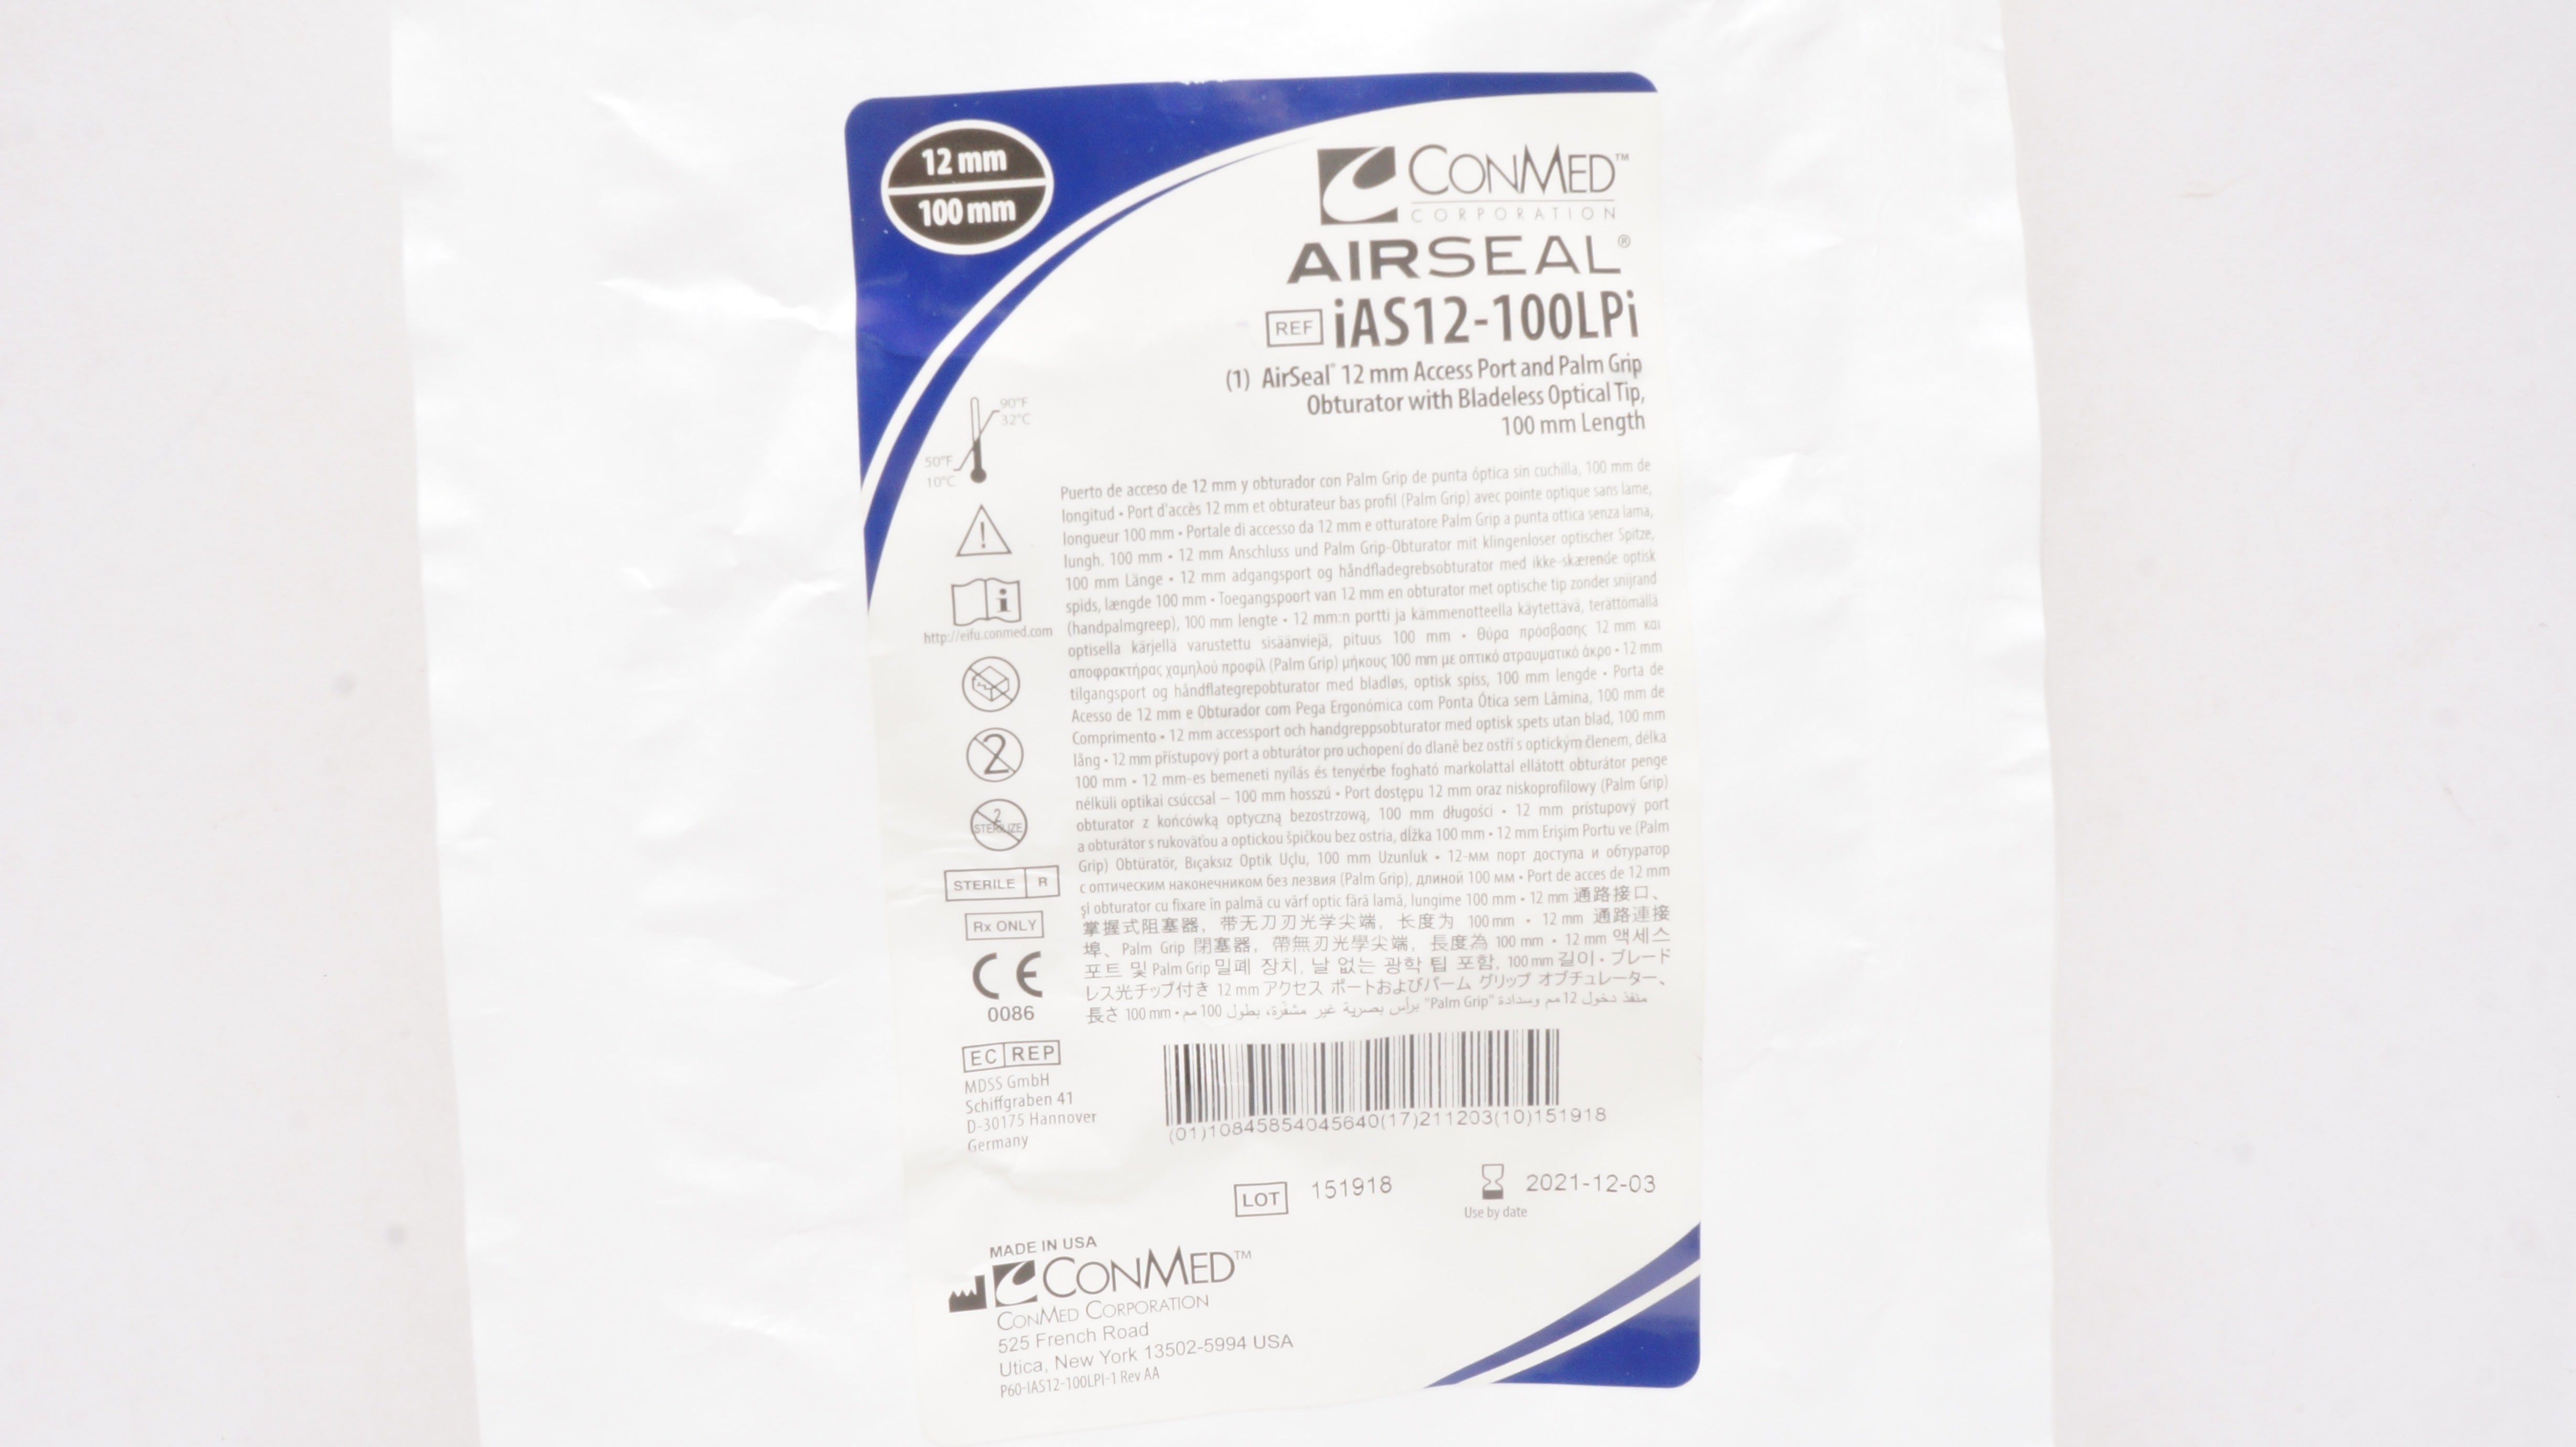 12 mm
100 mm
CONMED™
CORPORATION
AIRSEAL®
REF iAS12-100LPi
(1) AirSeal® 12 mm Access Port and Palm Grip
Obturator with Bladeless Optical Tip,
100 mm Length
90°F
32°C
50°F
10°C
Puerto de acceso de 12 mm y obturador con Palm Grip de punta óptica sin cuchilla, 100 mm de
longitud • Port d'accès 12 mm et obturateur bas profil (Palm Grip) avec pointe optique sans lame,
longueur 100 mm • Portale di accesso da 12 mm e otturatore Palm Grip a punta ottica senza lama,
lungh. 100 mm • 12 mm Anschluss und Palm Grip-Obturator mit klingenloser optischer Spitze,
100 mm Länge • 12 mm adgangsport og håndfladegrebsobturator med ikke-skærende optisk
spids, længde 100 mm • Toegangspoort van 12 mm en obturator met optische tip zonder snijrand
(handpalmgreep), 100 mm lengte • 12 mm:n portti ja kämmenotteella käytettävä, terättömällä
optisella kärjellä varustettu sisäänviejä, pituus 100 mm • Θύρα πρόσβασης 12 mm και
αποφρακτήρας χαμηλού προφίλ (Palm Grip) μήκους 100 mm με οπτικό ατραυματικό άκρο • 12 mm
tilgangsport og håndflategrepobturator med bladløs, optisk spiss, 100 mm lengde • Porta de
Acesso de 12 mm e Obturador com Pega Ergonómica com Ponta Ótica sem Lâmina, 100 mm de
Comprimento • 12 mm accessport och handgreppsobturator med optisk spets utan blad, 100 mm
lång • 12 mm přístupový port a obturátor pro uchopení do dlaně bez ostří s optickým členem, délka
100 mm • 12 mm-es bemeneti nyílás és tenyérbe fogható markolattal ellátott obturátor penge
nélküli optikai csúccsal – 100 mm hosszú • Port dostępu 12 mm oraz niskoprofilowy (Palm Grip)
obturator z końcówką optyczną bezostrzową, 100 mm długości • 12 mm prístupový port
a obturátor s rukoväťou a optickou špičkou bez ostria, dĺžka 100 mm • 12 mm Erişim Portu ve (Palm
Grip) Obtüratör, Bıçaksız Optik Uçlu, 100 mm Uzunluk • 12-мм порт доступа и обтуратор
с оптическим наконечником без лезвия (Palm Grip), длиной 100 мм • Port de acces de 12 mm
și obturator cu fixare în palmă cu vârf optic fără lamă, lungime 100 mm • 12 mm 通路接口、
掌握式阻塞器，带无刀刃光学尖端，长度为 100 mm • 12 mm 通路連接
埠、Palm Grip 閉塞器，帶無刃光學尖端，長度為 100 mm • 12 mm 액세스
포트 및 Palm Grip 밀폐 장치, 날 없는 광학 팁 포함, 100 mm 길이 • ブレード
レス光チップ付き 12 mm アクセス ポートおよびパーム グリップ オブチュレーター、
長さ 100 mm • منفذ دخول 12 مم وسدادة "Palm Grip" برأس بصرية غير مشفّرة، بطول 100 مم
http://eifu.conmed.com
2
2
STERILIZE
STERILE R
Rx ONLY
CE
0086
EC REP
MDSS GmbH
Schiffgraben 41
D-30175 Hannover
Germany
(01)10845854045640(17)211203(10)151918
LOT 151918
2021-12-03
Use by date
MADE IN USA
CONMED™
CONMED CORPORATION
525 French Road
Utica, New York 13502-5994 USA
P60-IAS12-100LPI-1 Rev AA